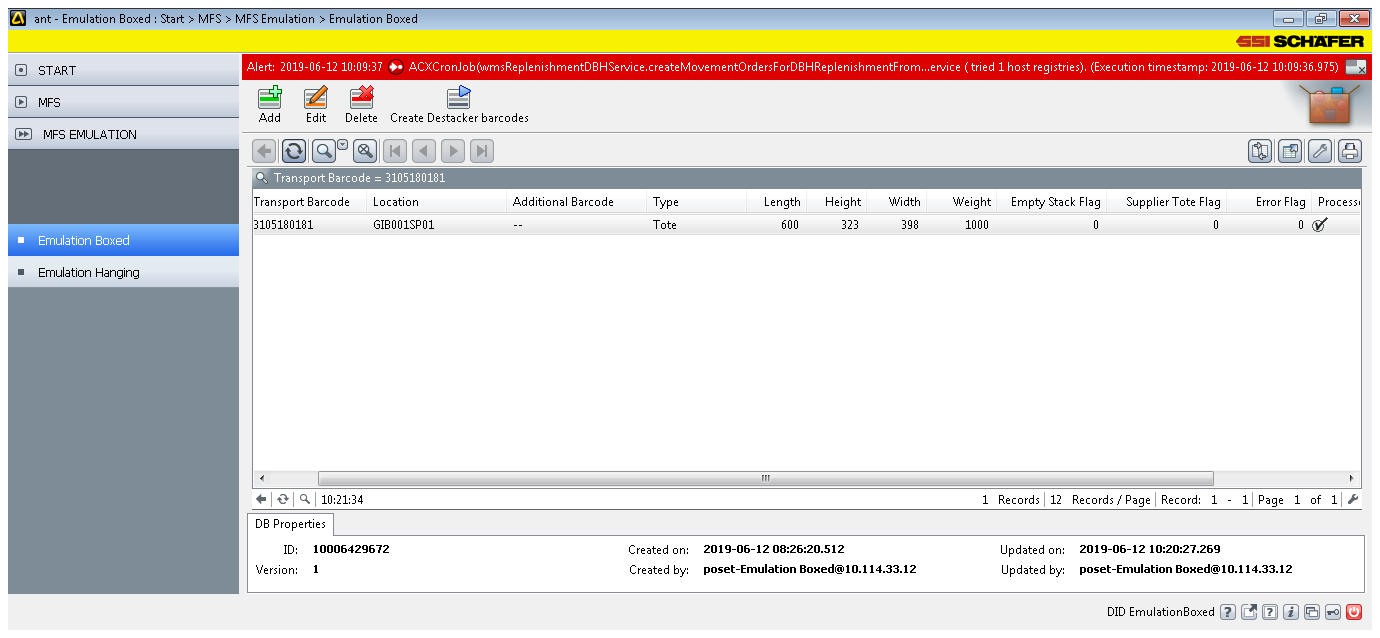 ant - Emulation Boxed : Start > MFS > MFS Emulation > Emulation Boxed
SSI SCHÄFER
START
MFS
MFS EMULATION
Emulation Boxed
Emulation Hanging
Alert: 2019-06-12 10:09:37 ACXCronJob(wmsReplenishmentDBHService.createMovementOrdersForDBHReplenishmentFrom...ervice ( tried 1 host registries). (Execution timestamp: 2019-06-12 10:09:36.975)
Add Edit Delete Create Destacker barcodes
Transport Barcode = 3105180181
Transport Barcode Location Additional Barcode Type Length Height Width Weight Empty Stack Flag Supplier Tote Flag Error Flag Process
3105180181 GIB001SP01 -- Tote 600 323 398 1000 0 0 0
10:21:34 1 Records 12 Records / Page Record: 1 - 1 Page 1 of 1
DB Properties
ID: 10006429672 Created on: 2019-06-12 08:26:20.512 Updated on: 2019-06-12 10:20:27.269
Version: 1 Created by: poset-Emulation Boxed@10.114.33.12 Updated by: poset-Emulation Boxed@10.114.33.12
DID EmulationBoxed